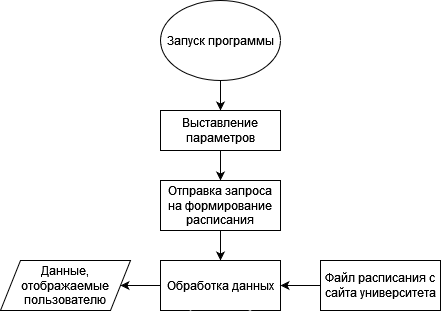 Запуск программы
Выставление
параметров
Отправка запроса
на формирование
расписания
Данные,
отображаемые
пользователю
Обработка данных
Файл расписания с
сайта университета